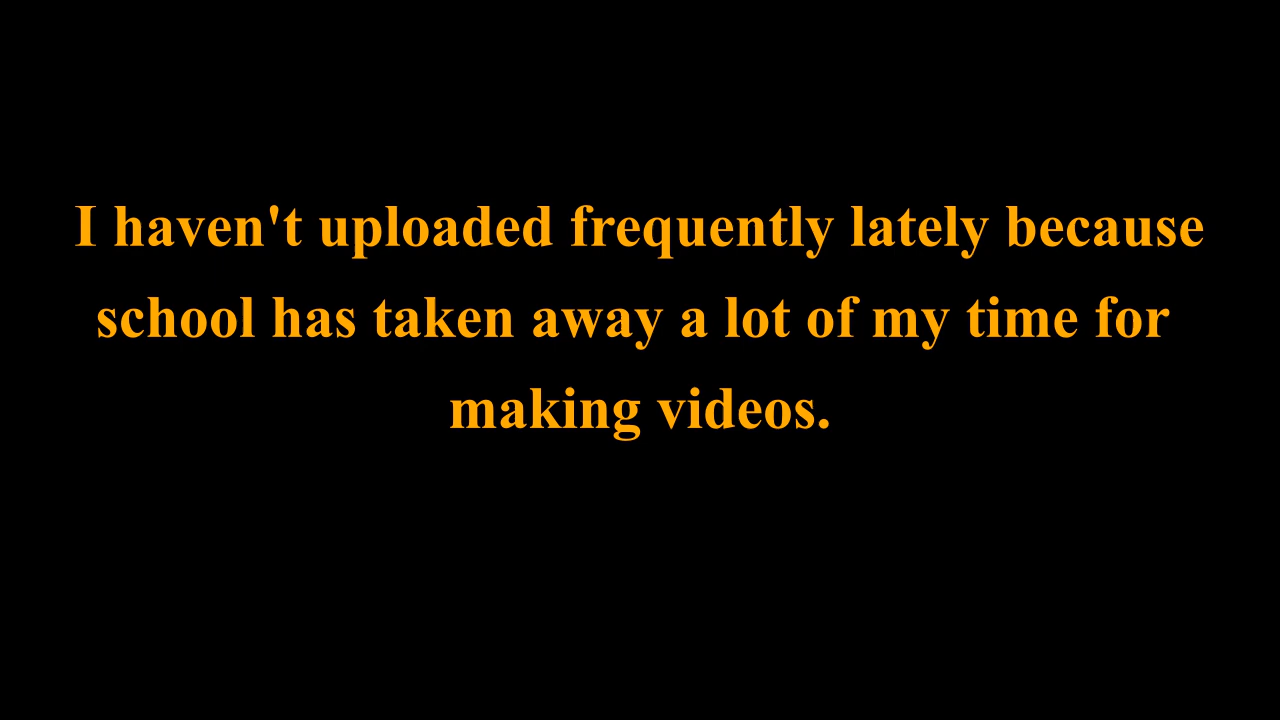 I haven't uploaded frequently lately because
school has taken away a lot of my time for
making videos.